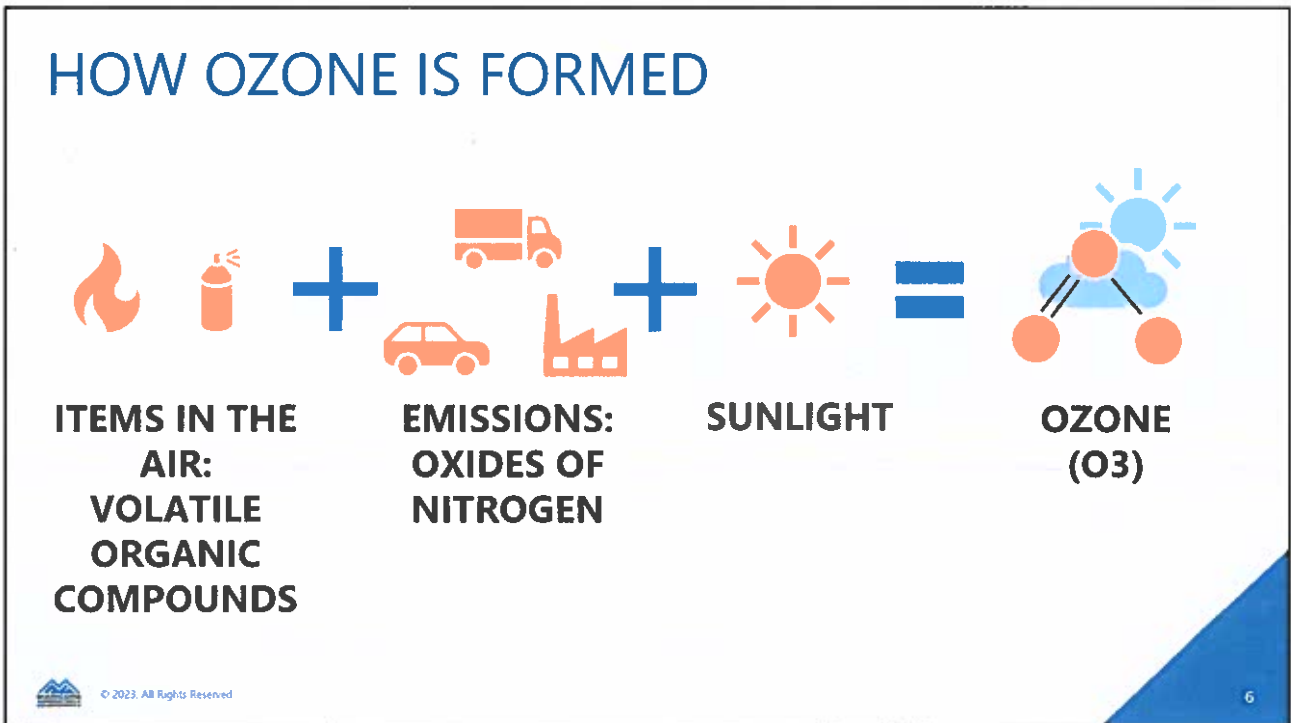 HOW OZONE IS FORMED
ITEMS IN THE
AIR:
VOLATILE
ORGANIC
COMPOUNDS
EMISSIONS:
OXIDES OF
NITROGEN
SUNLIGHT
OZONE
(O3)
© 2023. All Rights Reserved
6